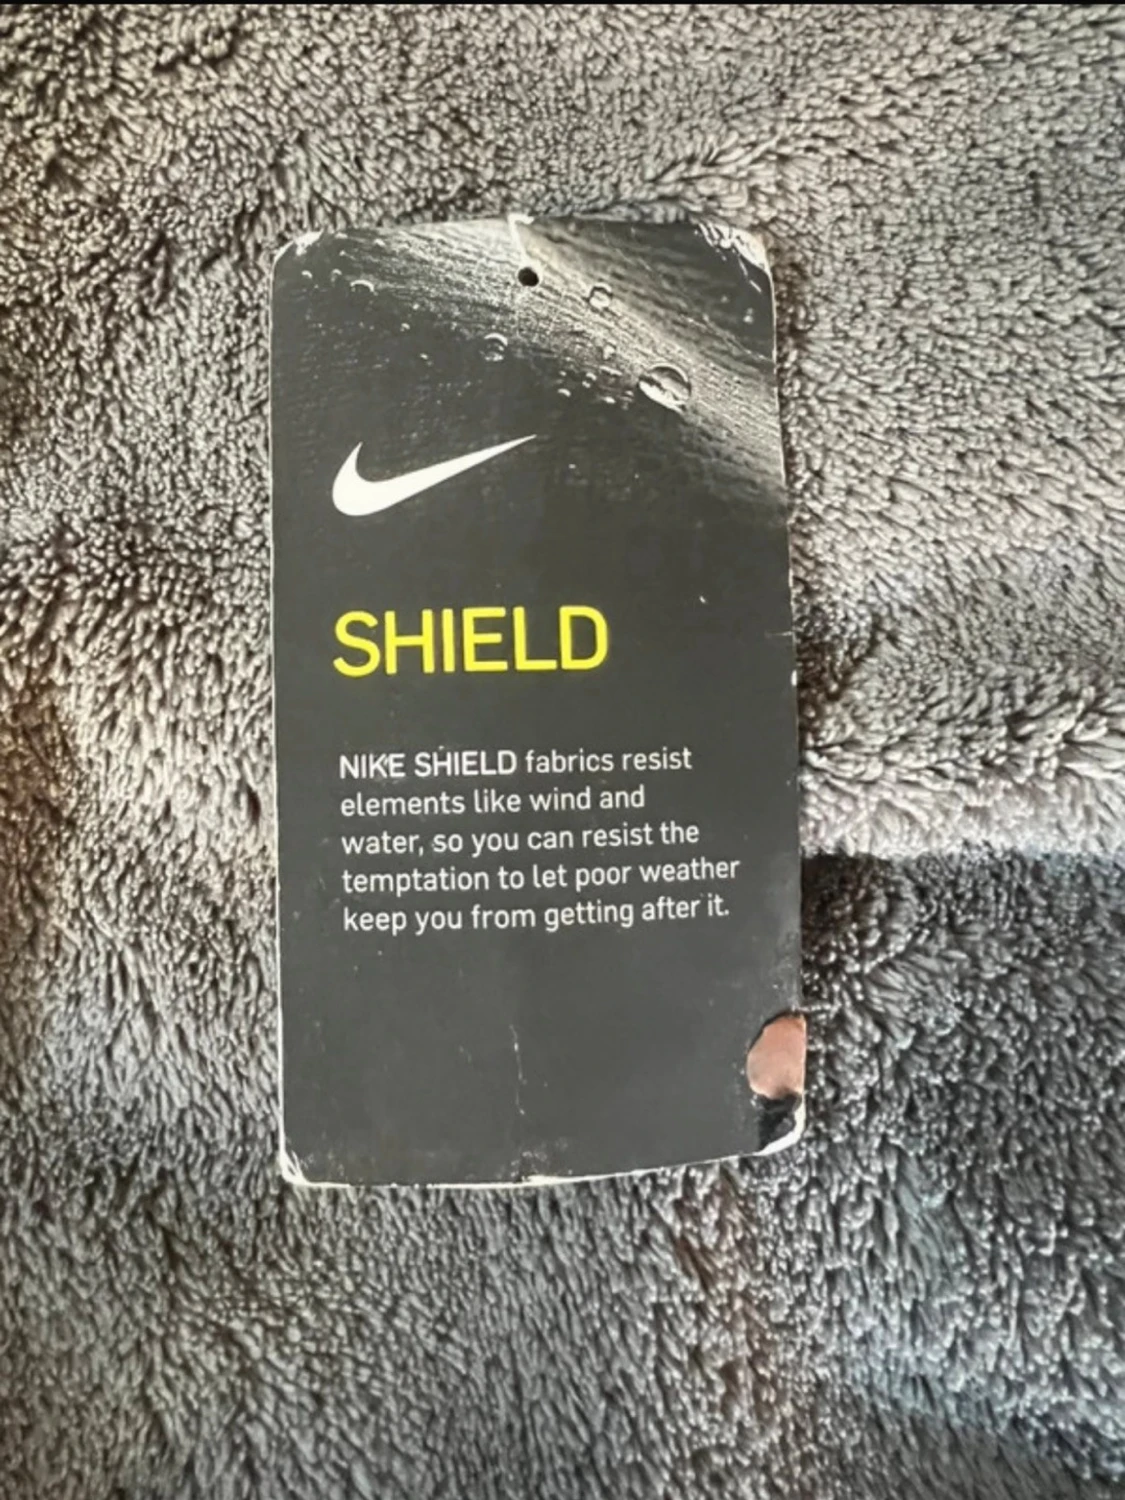 SHIELD
NIKE SHIELD fabrics resist
elements like wind and
water, so you can resist the
temptation to let poor weather
keep you from getting after it.